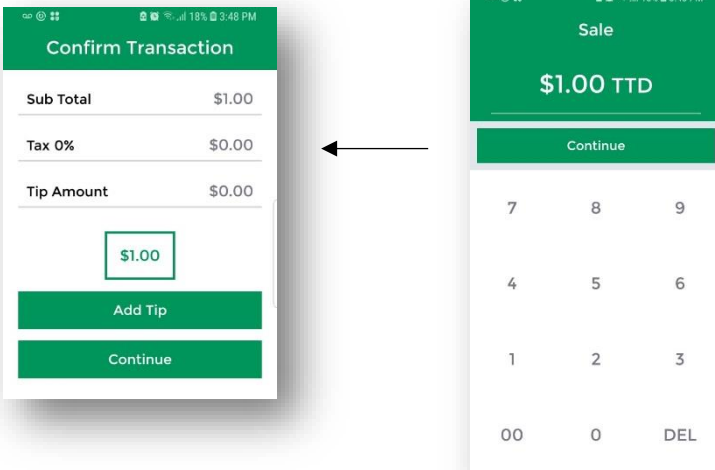 18% 3:48 PM
Confirm Transaction
Sub Total $1.00
Tax 0% $0.00
Tip Amount $0.00
$1.00
Add Tip
Continue
Sale
$1.00 TTD
Continue
7 8 9
4 5 6
1 2 3
00 0 DEL